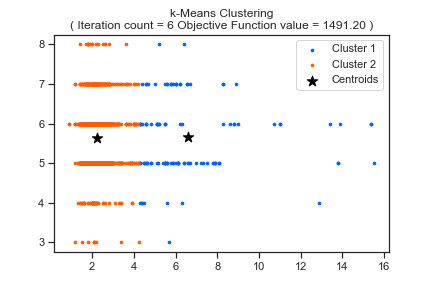 k-Means Clustering
( Iteration count = 6 Objective Function value = 1491.20 )
Cluster 1
Cluster 2
Centroids
8
7
6
5
4
3
2 4 6 8 10 12 14 16